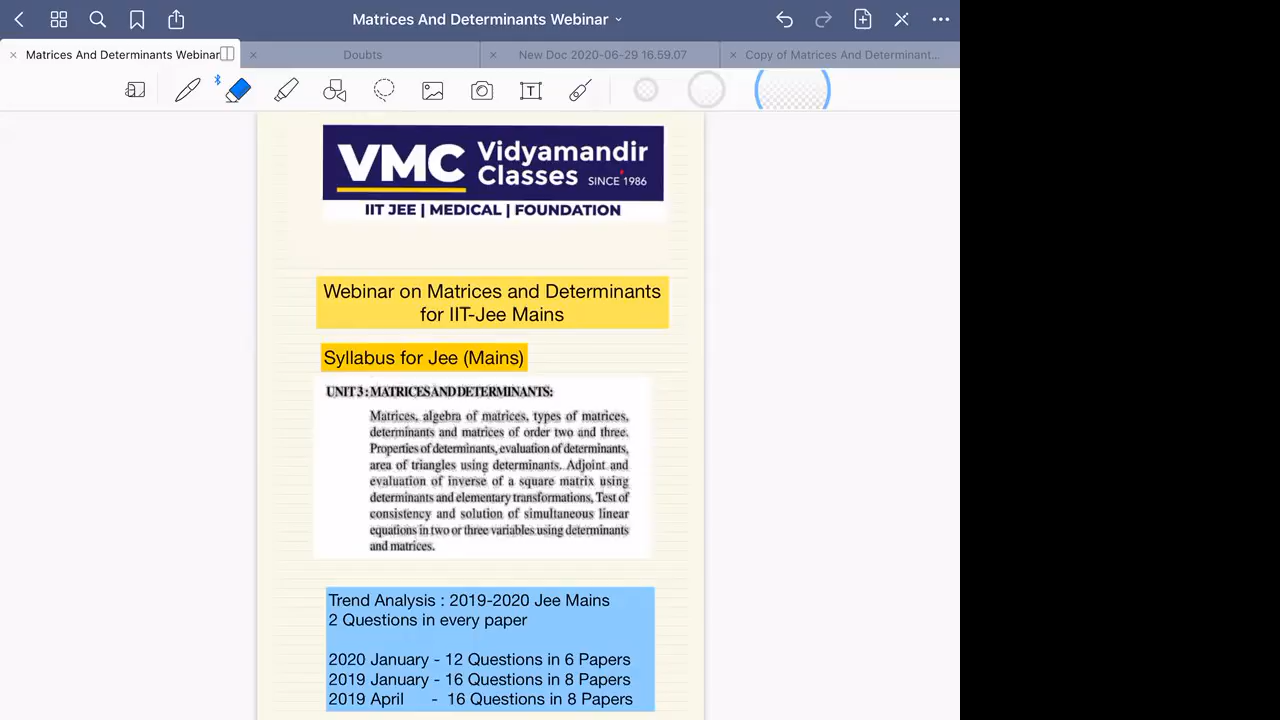 Matrices And Determinants Webinar
Matrices And Determinants Webinar
Doubts
New Doc 2020-06-29 16.59.07
Copy of Matrices And Determinant...
T
VMC Vidyamandir
Classes SINCE 1986
IIT JEE | MEDICAL | FOUNDATION
Webinar on Matrices and Determinants
for IIT-Jee Mains
Syllabus for Jee (Mains)
UNIT 3 : MATRICES AND DETERMINANTS:
Matrices, algebra of matrices, types of matrices,
determinants and matrices of order two and three.
Properties of determinants, evaluation of determinants,
area of triangles using determinants. Adjoint and
evaluation of inverse of a square matrix using
determinants and elementary transformations, Test of
consistency and solution of simultaneous linear
equations in two or three variables using determinants
and matrices.
Trend Analysis : 2019-2020 Jee Mains
2 Questions in every paper
2020 January - 12 Questions in 6 Papers
2019 January - 16 Questions in 8 Papers
2019 April - 16 Questions in 8 Papers